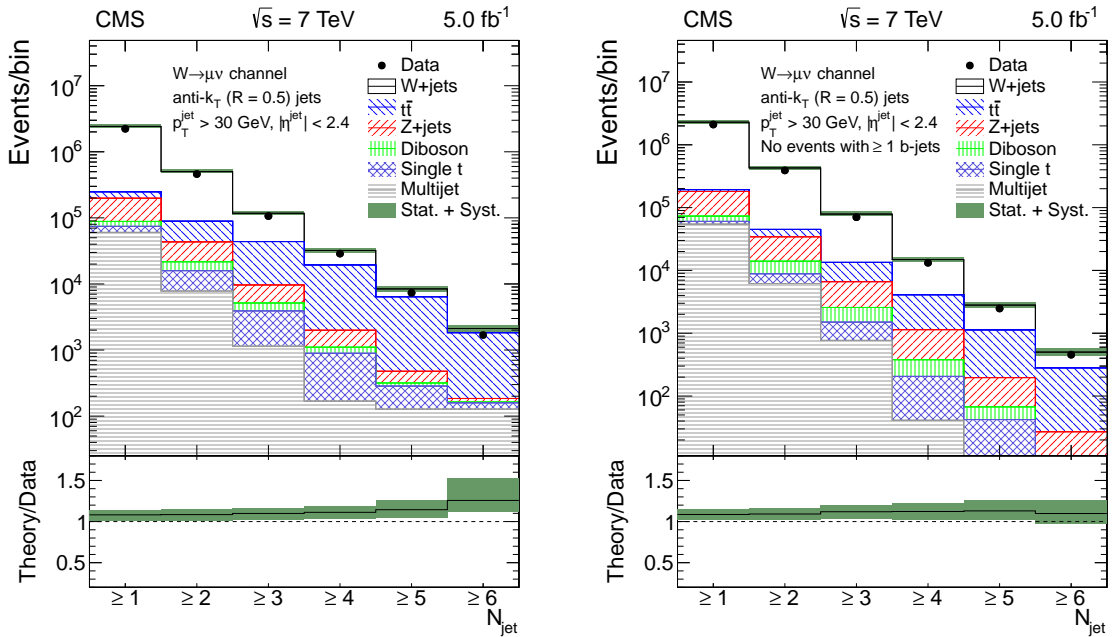 CMS √s = 7 TeV 5.0 fb⁻¹
Events/bin
10⁷
10⁶
10⁵
10⁴
10³
10²
W→μν channel
anti-k_T (R = 0.5) jets
p_T^jet > 30 GeV, |η^jet| < 2.4
Data
W+jets
tt̄
Z+jets
Diboson
Single t
Multijet
Stat. + Syst.
Theory/Data
1.5
1
0.5
≥ 1 ≥ 2 ≥ 3 ≥ 4 ≥ 5 ≥ 6
N_jet
CMS √s = 7 TeV 5.0 fb⁻¹
Events/bin
10⁷
10⁶
10⁵
10⁴
10³
10²
W→μν channel
anti-k_T (R = 0.5) jets
p_T^jet > 30 GeV, |η^jet| < 2.4
No events with ≥ 1 b-jets
Data
W+jets
tt̄
Z+jets
Diboson
Single t
Multijet
Stat. + Syst.
Theory/Data
1.5
1
0.5
≥ 1 ≥ 2 ≥ 3 ≥ 4 ≥ 5 ≥ 6
N_jet